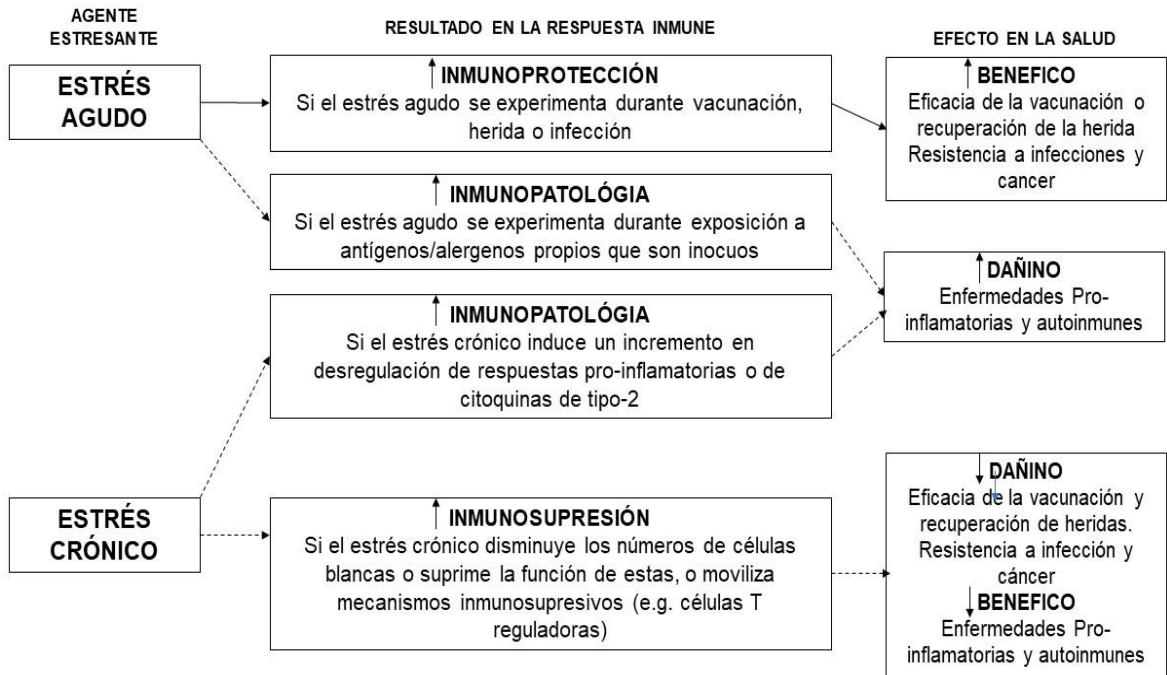 AGENTE
ESTRESANTE
RESULTADO EN LA RESPUESTA INMUNE
EFECTO EN LA SALUD
ESTRÉS
AGUDO
INMUNOPROTECCIÓN
Si el estrés agudo se experimenta durante vacunación,
herida o infección
BENEFICO
Eficacia de la vacunación o
recuperación de la herida
Resistencia a infecciones y
cancer
INMUNOPATOLÓGIA
Si el estrés agudo se experimenta durante exposición a
antígenos/alergenos propios que son inocuos
DAÑINO
Enfermedades Pro-
inflamatorias y autoinmunes
INMUNOPATOLÓGIA
Si el estrés crónico induce un incremento en
desregulación de respuestas pro-inflamatorias o de
citoquinas de tipo-2
ESTRÉS
CRÓNICO
INMUNOSUPRESIÓN
Si el estrés crónico disminuye los números de células
blancas o suprime la función de estas, o moviliza
mecanismos inmunosupresivos (e.g. células T
reguladoras)
DAÑINO
Eficacia de la vacunación y
recuperación de heridas.
Resistencia a infección y
cáncer
BENEFICO
Enfermedades Pro-
inflamatorias y autoinmunes